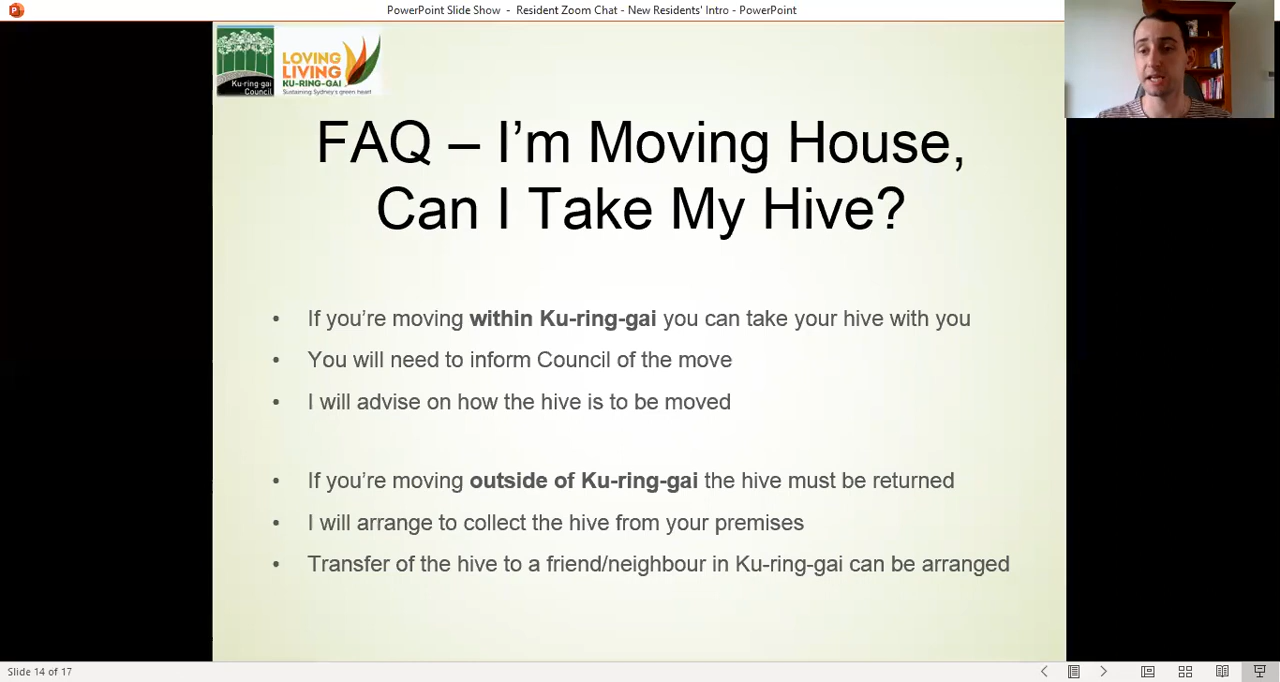 PowerPoint Slide Show - Resident Zoom Chat - New Residents' Intro - PowerPoint
Ku-ring gai
Council
LOVING
LIVING
KU-RING-GAI
Sustaining Sydney's green heart
FAQ – I'm Moving House,
Can I Take My Hive?
• If you're moving within Ku-ring-gai you can take your hive with you
• You will need to inform Council of the move
• I will advise on how the hive is to be moved
• If you're moving outside of Ku-ring-gai the hive must be returned
• I will arrange to collect the hive from your premises
• Transfer of the hive to a friend/neighbour in Ku-ring-gai can be arranged
Slide 14 of 17